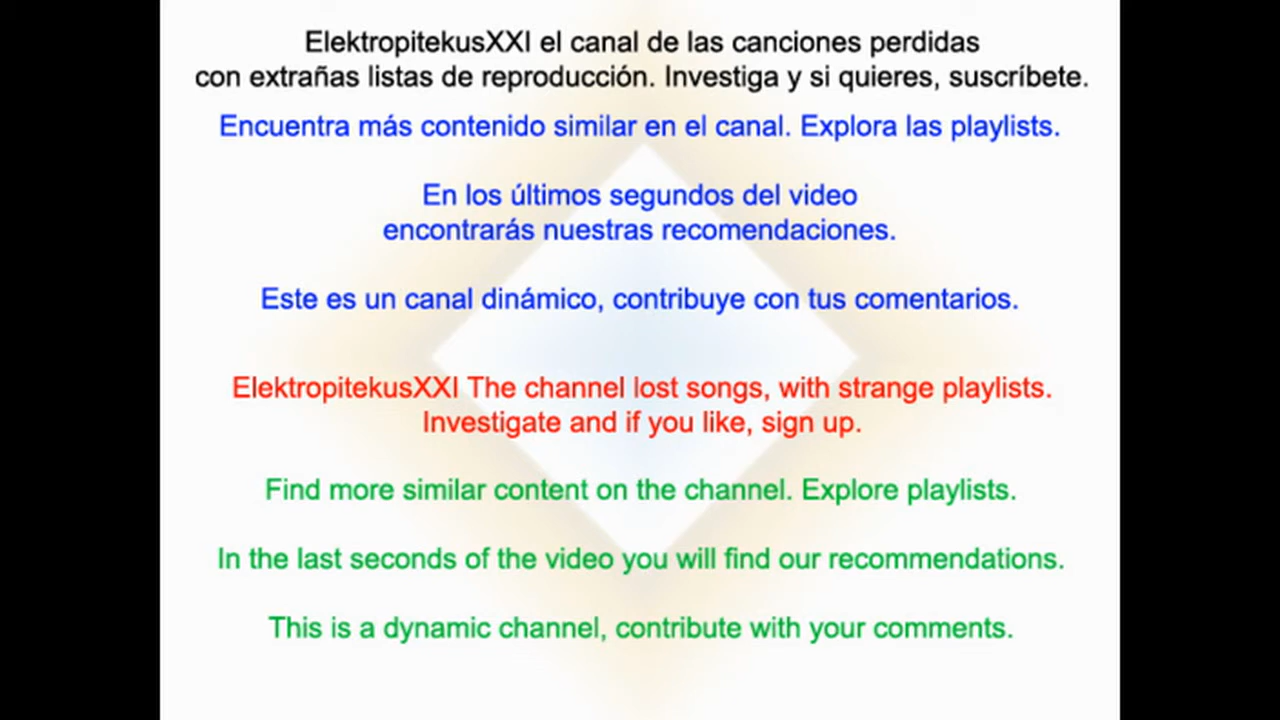 ElektropitekusXXI el canal de las canciones perdidas
con extrañas listas de reproducción. Investiga y si quieres, suscríbete.
Encuentra más contenido similar en el canal. Explora las playlists.
En los últimos segundos del video
encontrarás nuestras recomendaciones.
Este es un canal dinámico, contribuye con tus comentarios.
ElektropitekusXXI The channel lost songs, with strange playlists.
Investigate and if you like, sign up.
Find more similar content on the channel. Explore playlists.
In the last seconds of the video you will find our recommendations.
This is a dynamic channel, contribute with your comments.